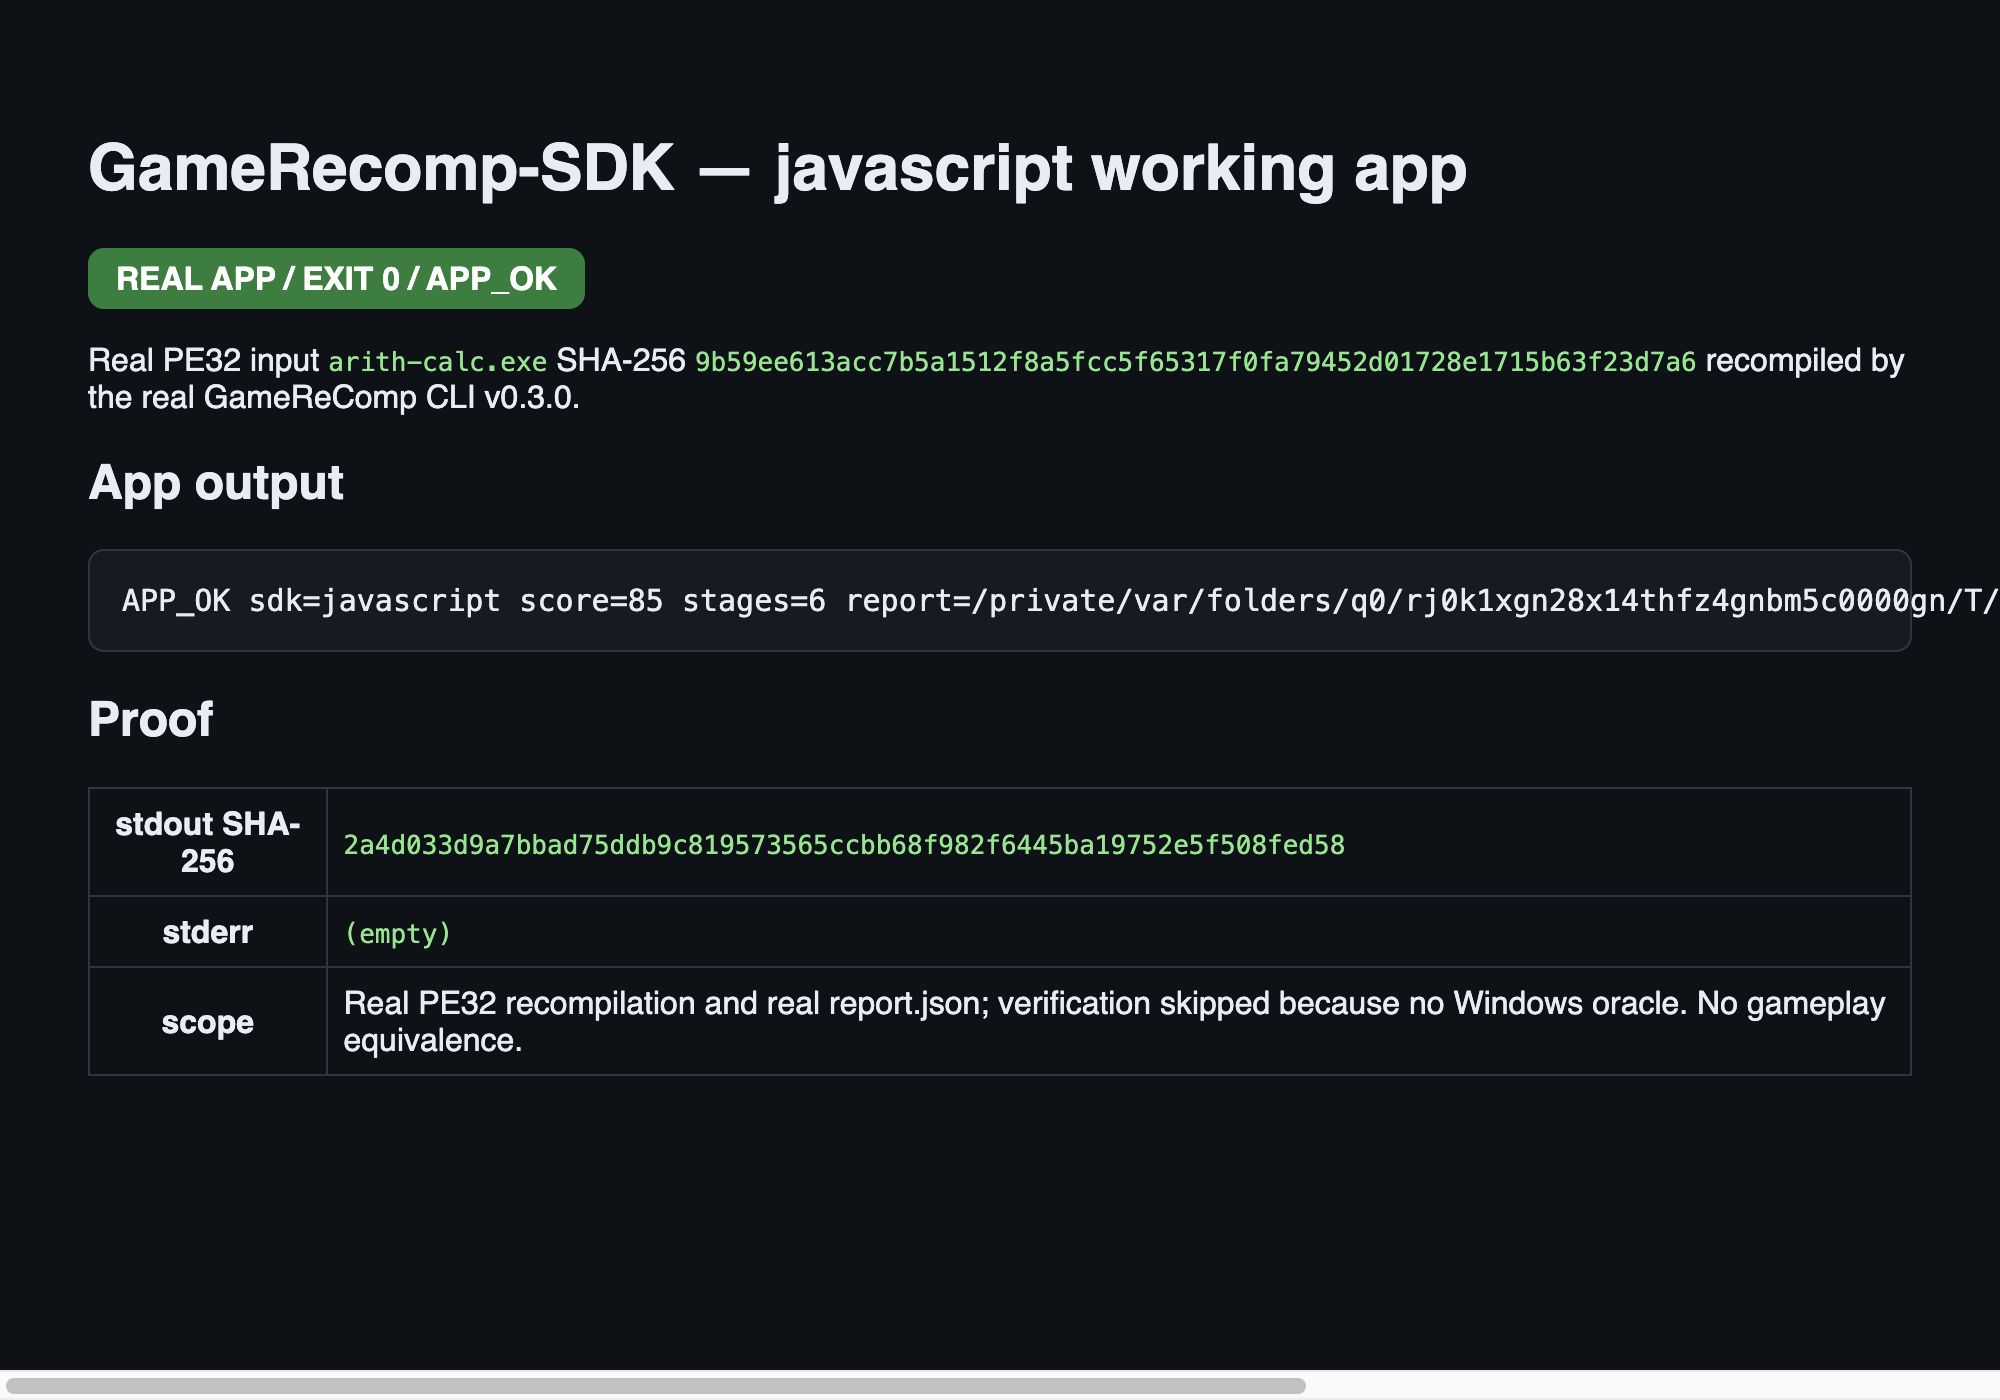 GameRecomp-SDK — javascript working app
REAL APP / EXIT 0 / APP_OK
Real PE32 input arith-calc.exe SHA-256 9b59ee613acc7b5a1512f8a5fcc5f65317f0fa79452d01728e1715b63f23d7a6 recompiled by
the real GameReComp CLI v0.3.0.
App output
APP_OK sdk=javascript score=85 stages=6 report=/private/var/folders/q0/rj0k1xgn28x14thfz4gnbm5c0000gn/T/
Proof
stdout SHA-
256
2a4d033d9a7bbad75ddb9c819573565ccbb68f982f6445ba19752e5f508fed58
stderr
(empty)
scope
Real PE32 recompilation and real report.json; verification skipped because no Windows oracle. No gameplay
equivalence.